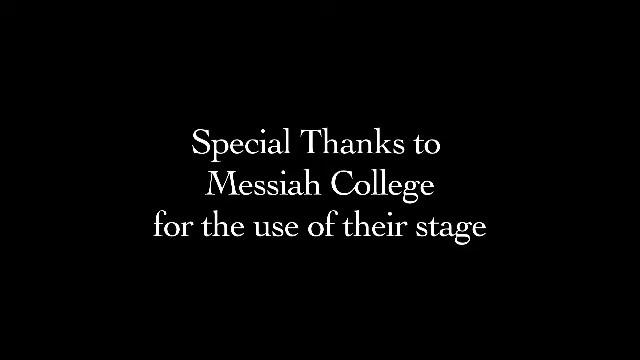 Special Thanks to
Messiah College
for the use of their stage